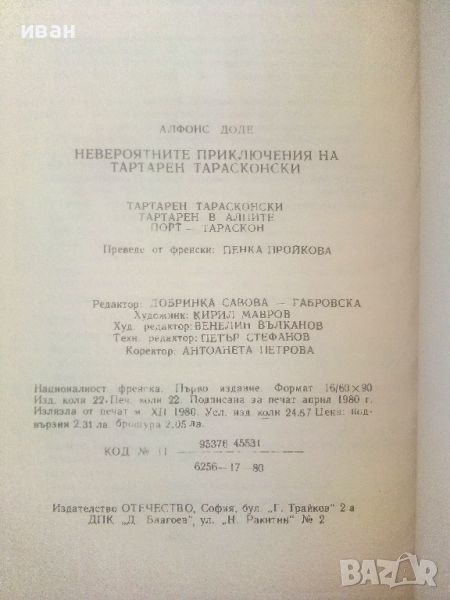 иван
АЛФОНС ДОДЕ
НЕВЕРОЯТНИТЕ ПРИКЛЮЧЕНИЯ НА
ТАРТАРЕН ТАРАСКОНСКИ
ТАРТАРЕН ТАРАСКОНСКИ
ТАРТАРЕН В АЛПИТЕ
ПОРТ — ТАРАСКОН
Преведе от френски: ПЕНКА ПРОЙКОВА
Редактор: ДОБРИНКА САВОВА — ГАБРОВСКА
Художник: КИРИЛ МАВРОВ
Худ. редактор: ВЕНЕЛИН ВЪЛКАНОВ
Техн. редактор: ПЕТЪР СТЕФАНОВ
Коректор: АНТОАНЕТА ПЕТРОВА
Националност френска. Първо издание. Формат 16/60×90
Изд. коли 22. Печ. коли 22. Подписана за печат април 1980 г.
Излязла от печат м XII 1980. Усл. изд коли 24.67 Цена: под-
вързия 2.31 лв. брошура 2.05 лв.
95376 45531
КОД № 11
6256—17—80
Издателство ОТЕЧЕСТВО, София, бул. „Г. Трайков" 2 а
ДПК „Д. Благоев", ул. „Н. Ракитин" № 2
BAZAR